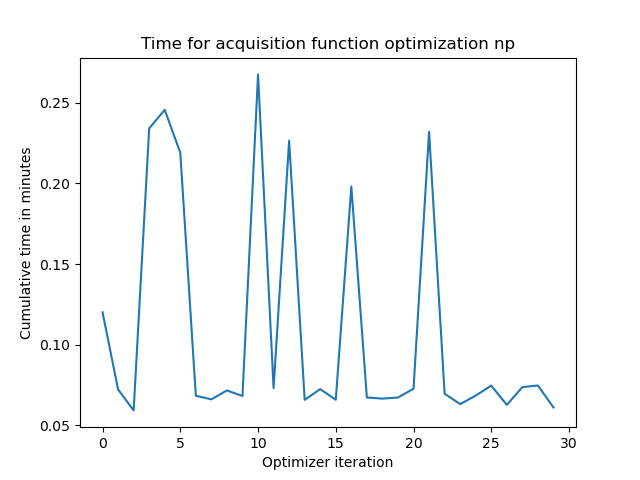 Time for acquisition function optimization np
Cumulative time in minutes
0.25
0.20
0.15
0.10
0.05
0 5 10 15 20 25 30
Optimizer iteration